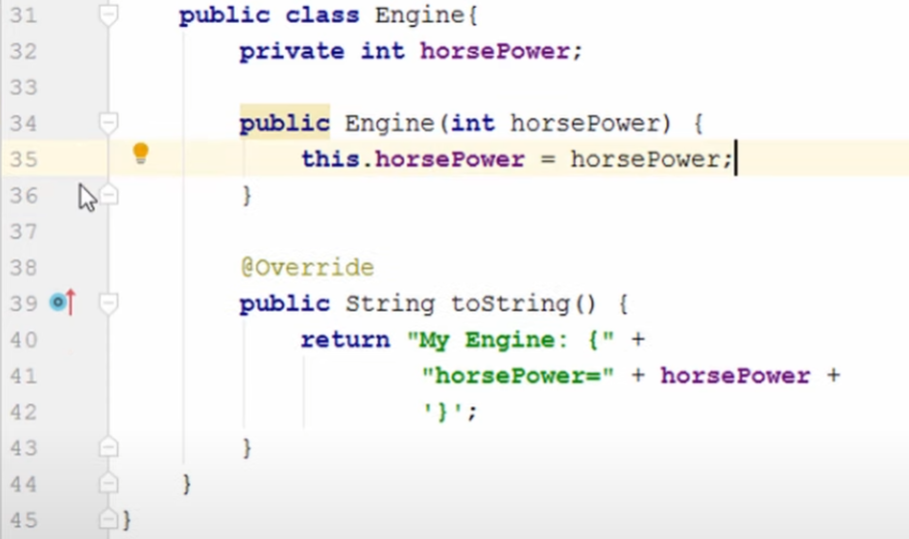 31 public class Engine{
32 private int horsePower;
33
34 public Engine(int horsePower) {
35 this.horsePower = horsePower;
36 }
37
38 @Override
39 public String toString() {
40 return "My Engine: {" +
41 "horsePower=" + horsePower +
42 '}';
43 }
44 }
45 }